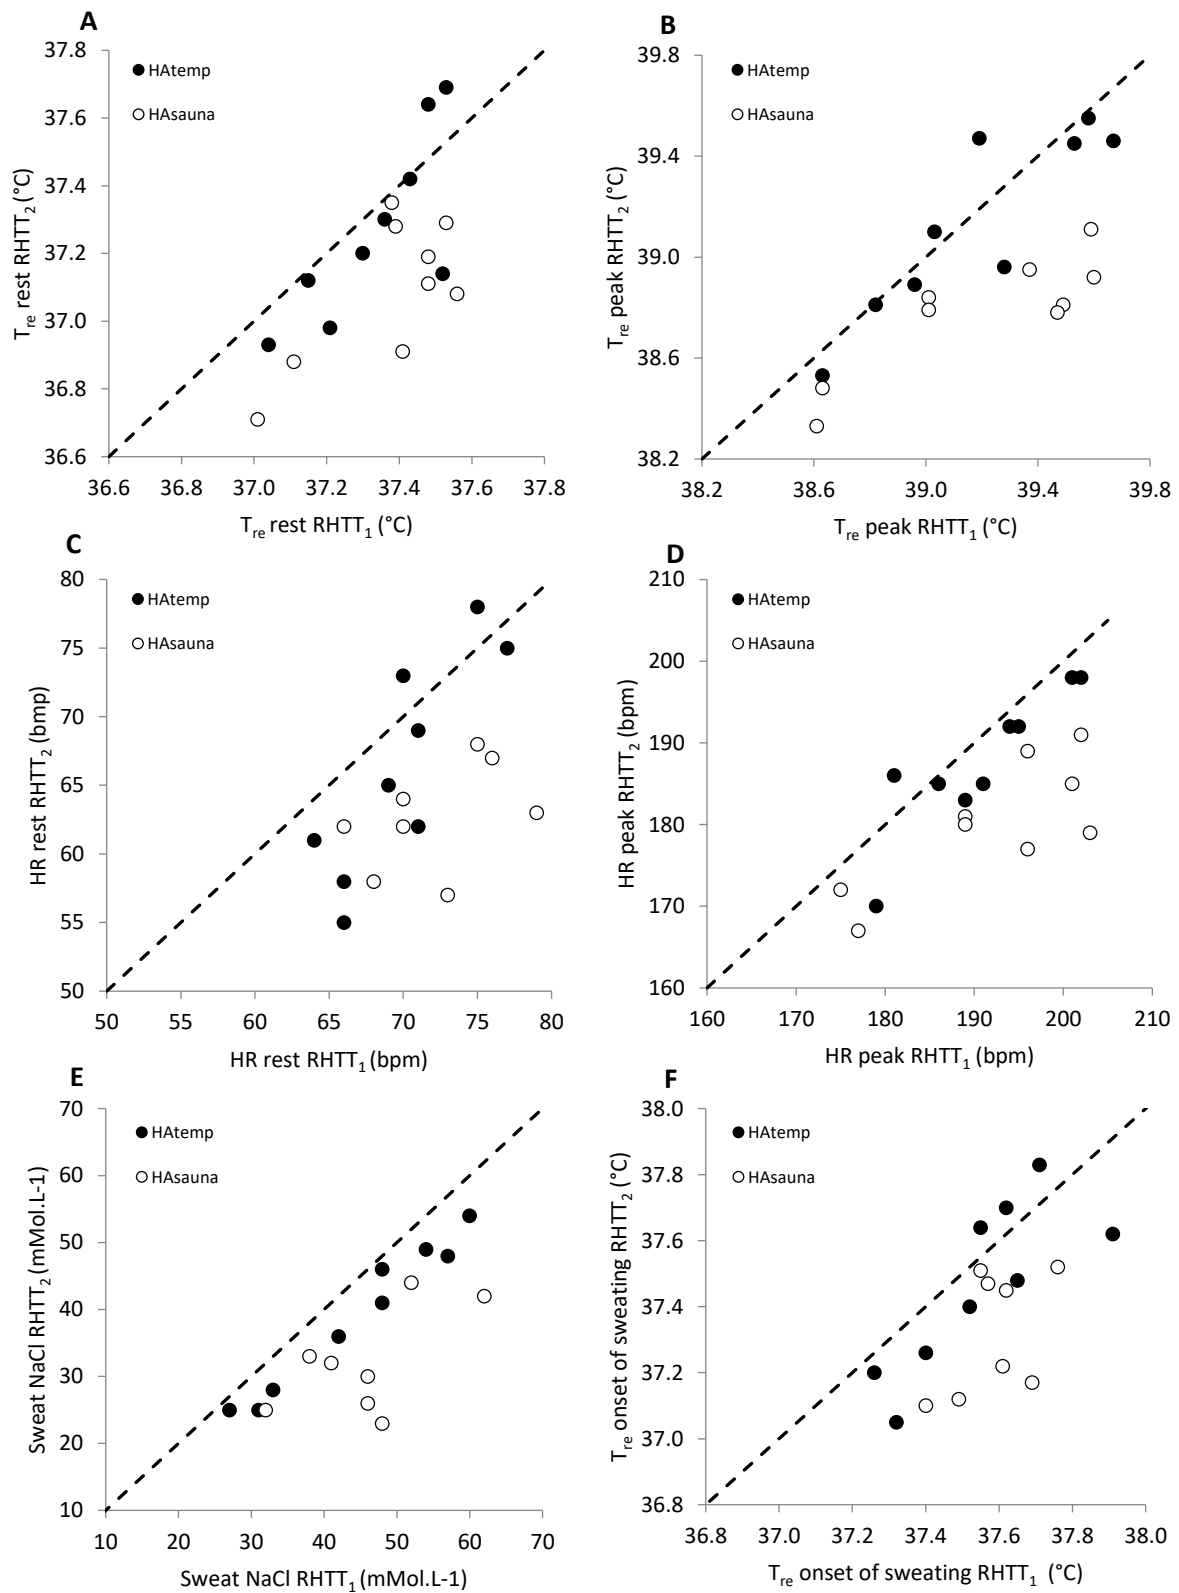 A
37.8
37.6
37.4
37.2
37.0
36.8
36.6
HAtemp
HAsauna
Tre rest RHTT2 (°C)
36.6 36.8 37.0 37.2 37.4 37.6 37.8
Tre rest RHTT1 (°C)
B
39.8
39.4
39.0
38.6
38.2
HAtemp
HAsauna
Tre peak RHTT2 (°C)
38.2 38.6 39.0 39.4 39.8
Tre peak RHTT1 (°C)
C
80
75
70
65
60
55
50
HAtemp
HAsauna
HR rest RHTT2 (bmp)
50 55 60 65 70 75 80
HR rest RHTT1 (bpm)
D
210
200
190
180
170
160
HAtemp
HAsauna
HR peak RHTT2 (bpm)
160 170 180 190 200 210
HR peak RHTT1 (bpm)
E
70
60
50
40
30
20
10
HAtemp
HAsauna
Sweat NaCl RHTT2 (mMol.L-1)
10 20 30 40 50 60 70
Sweat NaCl RHTT1 (mMol.L-1)
F
38.0
37.8
37.6
37.4
37.2
37.0
36.8
HAtemp
HAsauna
Tre onset of sweating RHTT2 (°C)
36.8 37.0 37.2 37.4 37.6 37.8 38.0
Tre onset of sweating RHTT1 (°C)